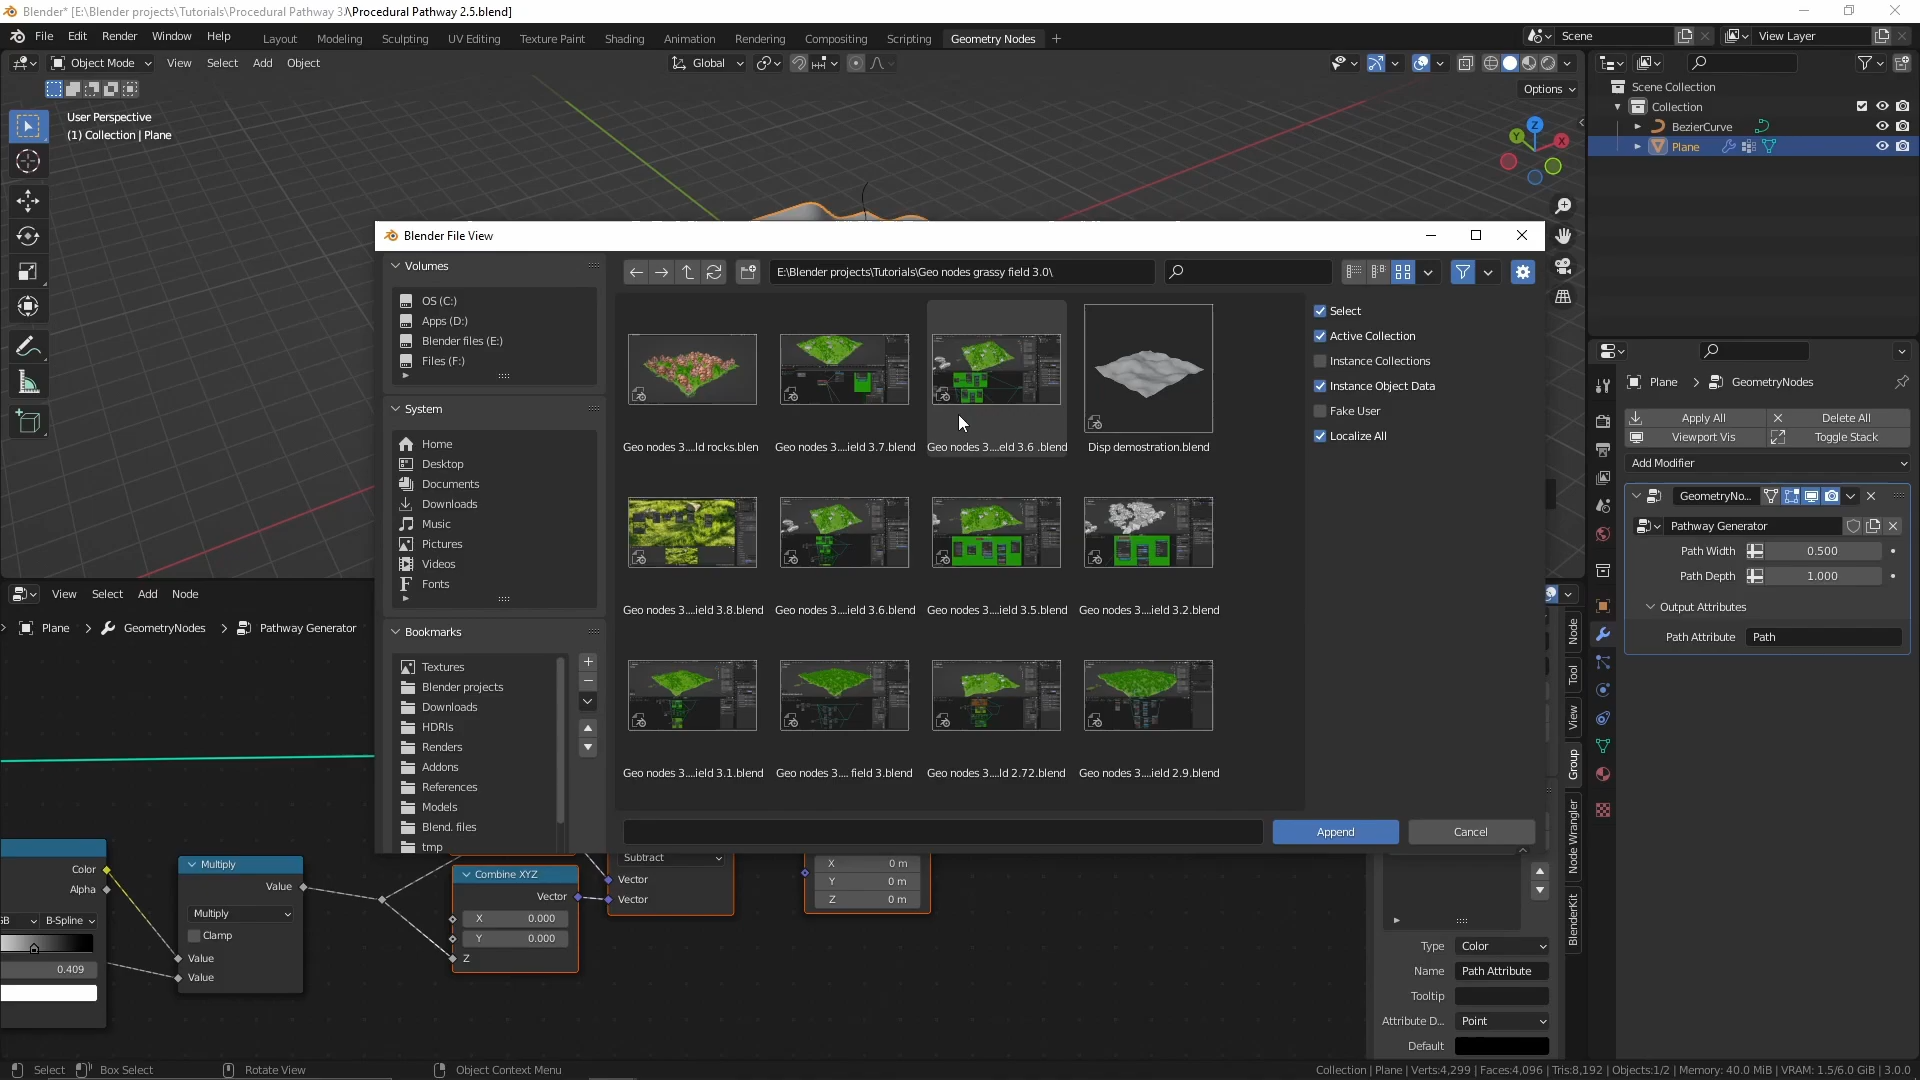 Blender* [E:\Blender projects\Tutorials\Procedural Pathway 3.\Procedural Pathway 2.5.blend]
File Edit Render Window Help
Layout Modeling Sculpting UV Editing Texture Paint Shading Animation Rendering Compositing Scripting Geometry Nodes
Scene
View Layer
Object Mode View Select Add Object
Global
Options
User Perspective
(1) Collection | Plane
Z
Y
X
Scene Collection
Collection
BezierCurve
Plane
Blender File View
Volumes
OS (C:)
Apps (D:)
Blender files (E:)
Files (F:)
System
Home
Desktop
Documents
Downloads
Music
Pictures
Videos
Fonts
Bookmarks
Textures
Blender projects
Downloads
HDRIs
Renders
Addons
References
Models
Blend. files
tmp
E:\Blender projects\Tutorials\Geo nodes grassy field 3.0\
Geo nodes 3....ld rocks.blen
Geo nodes 3....ield 3.7.blend
Geo nodes 3....eld 3.6 .blend
Disp demostration.blend
Geo nodes 3....ield 3.8.blend
Geo nodes 3....ield 3.6.blend
Geo nodes 3....ield 3.5.blend
Geo nodes 3....ield 3.2.blend
Geo nodes 3....ield 3.1.blend
Geo nodes 3.... field 3.blend
Geo nodes 3....ld 2.72.blend
Geo nodes 3....ield 2.9.blend
Select
Active Collection
Instance Collections
Instance Object Data
Fake User
Localize All
Append
Cancel
Plane
GeometryNodes
Apply All
Delete All
Viewport Vis
Toggle Stack
Add Modifier
GeometryNo...
Pathway Generator
Path Width 0.500
Path Depth 1.000
Output Attributes
Path Attribute Path
View Select Add Node
Plane GeometryNodes Pathway Generator
Color
Alpha
GB
B-Spline
0.409
Multiply
Value
Multiply
Clamp
Value
Value
Combine XYZ
Vector
X 0.000
Y 0.000
Z
Subtract
Vector
Vector
X 0 m
Y 0 m
Z 0 m
Node
Tool
View
Group
Node Wrangler
BlenderKit
Type Color
Name Path Attribute
Tooltip
Attribute D... Point
Default
Select
Box Select
Rotate View
Object Context Menu
Collection | Plane | Verts:4,299 | Faces:4,096 | Tris:8,192 | Objects:1/2 | Memory: 40.0 MiB | VRAM: 1.5/6.0 GiB | 3.0.0